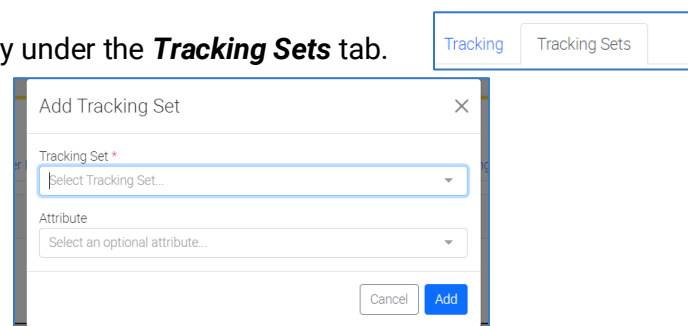 y under the Tracking Sets tab.
Tracking Tracking Sets
Add Tracking Set
Tracking Set *
Select Tracking Set...
Attribute
Select an optional attribute...
Cancel Add